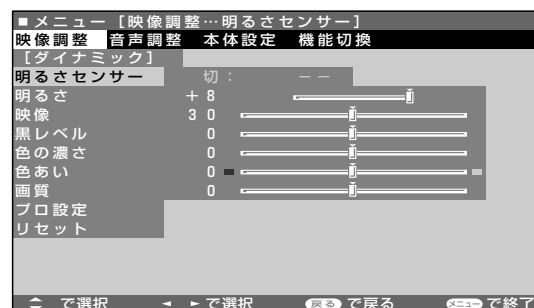 ■メニュー［映像調整…明るさセンサー］
映像調整 音声調整 本体設定 機能切換
［ダイナミック］
明るさセンサー 切： －－
明るさ ＋8
映像 30
黒レベル 0
色の濃さ 0
色あい 0
画質 0
プロ設定
リセット
で選択 ◄ ►で選択 戻る で戻る メニュー で終了